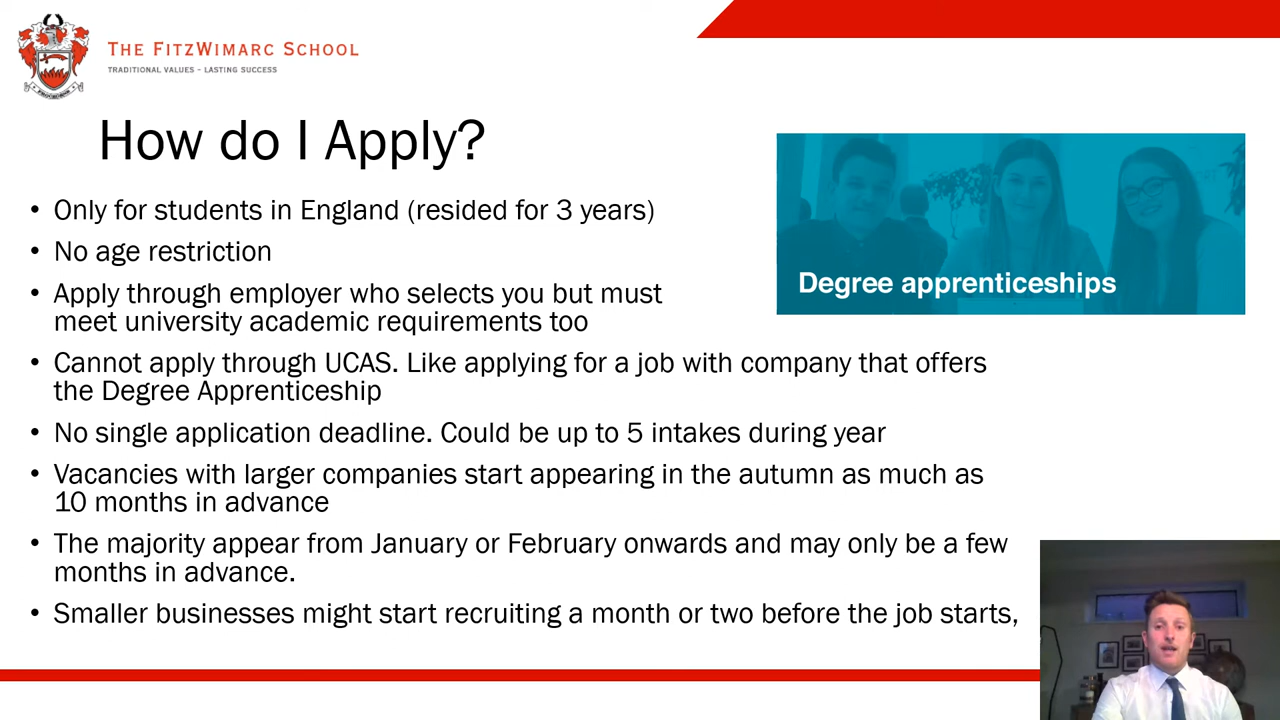 THE FITZWIMARC SCHOOL
TRADITIONAL VALUES - LASTING SUCCESS
How do I Apply?
• Only for students in England (resided for 3 years)
• No age restriction
• Apply through employer who selects you but must
meet university academic requirements too
Degree apprenticeships
• Cannot apply through UCAS. Like applying for a job with company that offers
the Degree Apprenticeship
• No single application deadline. Could be up to 5 intakes during year
• Vacancies with larger companies start appearing in the autumn as much as
10 months in advance
• The majority appear from January or February onwards and may only be a few
months in advance.
• Smaller businesses might start recruiting a month or two before the job starts,